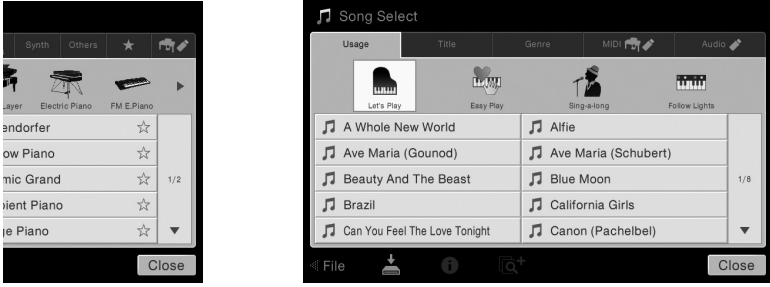 Synth Others
Layer Electric Piano FM E.Piano
endorfer
ow Piano
mic Grand
1/2
bient Piano
ge Piano
Close
Song Select
Usage Title Genre MIDI Audio
Let's Play Easy Play Sing-a-long Follow Lights
A Whole New World Alfie
Ave Maria (Gounod) Ave Maria (Schubert)
Beauty And The Beast Blue Moon
1/8
Brazil California Girls
Can You Feel The Love Tonight Canon (Pachelbel)
File Close